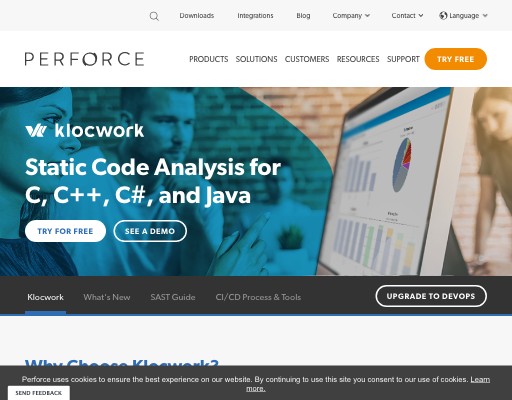 Downloads Integrations Blog Company Contact Language
PERFORCE
PRODUCTS SOLUTIONS CUSTOMERS RESOURCES SUPPORT TRY FREE
klocwork
Static Code Analysis for
C, C++, C#, and Java
TRY FOR FREE SEE A DEMO
Klocwork What's New SAST Guide CI/CD Process & Tools UPGRADE TO DEVOPS
Why Choose Klocwork?
Perforce uses cookies to ensure the best experience on our website. By continuing to use this site you consent to our use of cookies. Learn
more.
SEND FEEDBACK